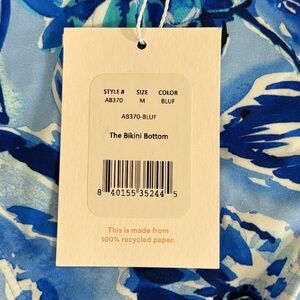 STYLE # SIZE COLOR
AB370 M BLUF
AB370-BLUF
The Bikini Bottom
8 40155 35244 5
This is made from
100% recycled paper.